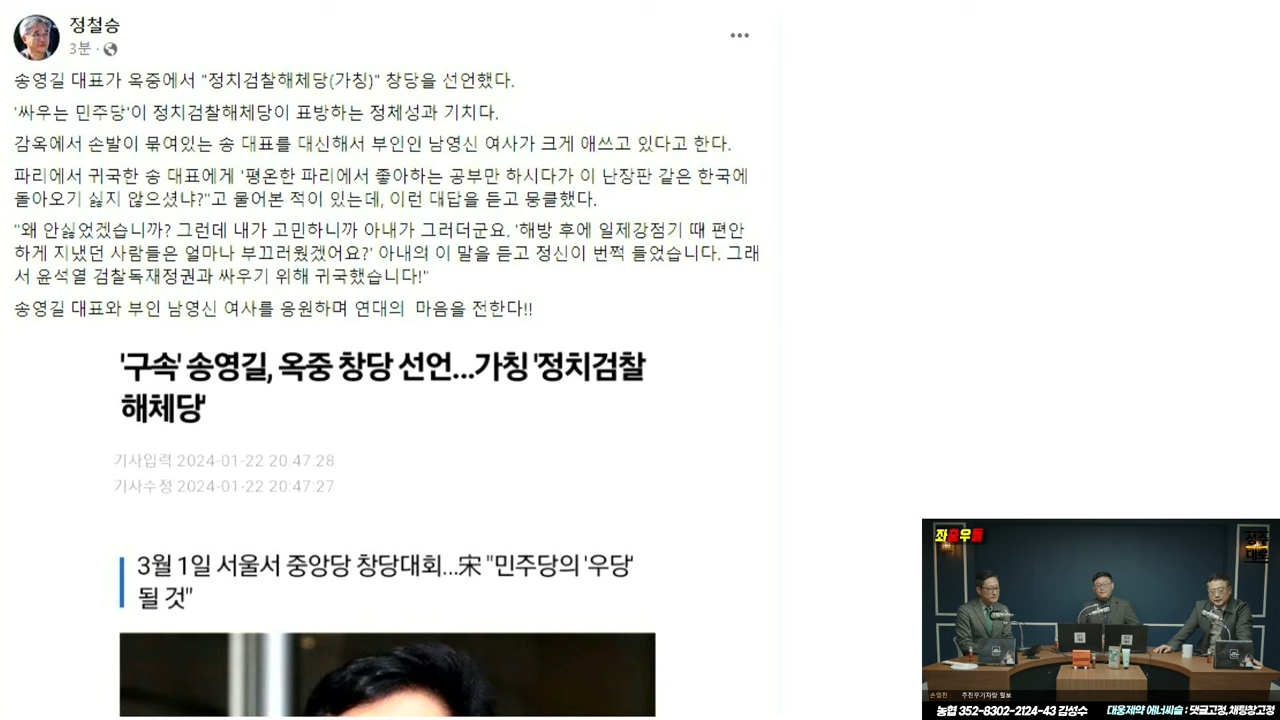 정철승
3분 ·
송영길 대표가 옥중에서 "정치검찰해체당(가칭)" 창당을 선언했다.
'싸우는 민주당'이 정치검찰해체당이 표방하는 정체성과 기치다.
감옥에서 손발이 묶여있는 송 대표를 대신해서 부인인 남영신 여사가 크게 애쓰고 있다고 한다.
파리에서 귀국한 송 대표에게 '평온한 파리에서 좋아하는 공부만 하시다가 이 난장판 같은 한국에
돌아오기 싫지 않으셨냐?"고 물어본 적이 있는데, 이런 대답을 듣고 뭉클했다.
"왜 안싫었겠습니까? 그런데 내가 고민하니까 아내가 그러더군요. '해방 후에 일제강점기 때 편안
하게 지냈던 사람들은 얼마나 부끄러웠겠어요?' 아내의 이 말을 듣고 정신이 번쩍 들었습니다. 그래
서 윤석열 검찰독재정권과 싸우기 위해 귀국했습니다!"
송영길 대표와 부인 남영신 여사를 응원하며 연대의 마음을 전한다!!
'구속' 송영길, 옥중 창당 선언...가칭 '정치검찰
해체당'
기사입력 2024-01-22 20:47:28
기사수정 2024-01-22 20:47:27
3월 1일 서울서 중앙당 창당대회...宋 "민주당의 '우당'
될 것"
농협 352-8302-2124-43 김성수
대웅제약 에너씨슬 : 댓글고정,채팅창고정